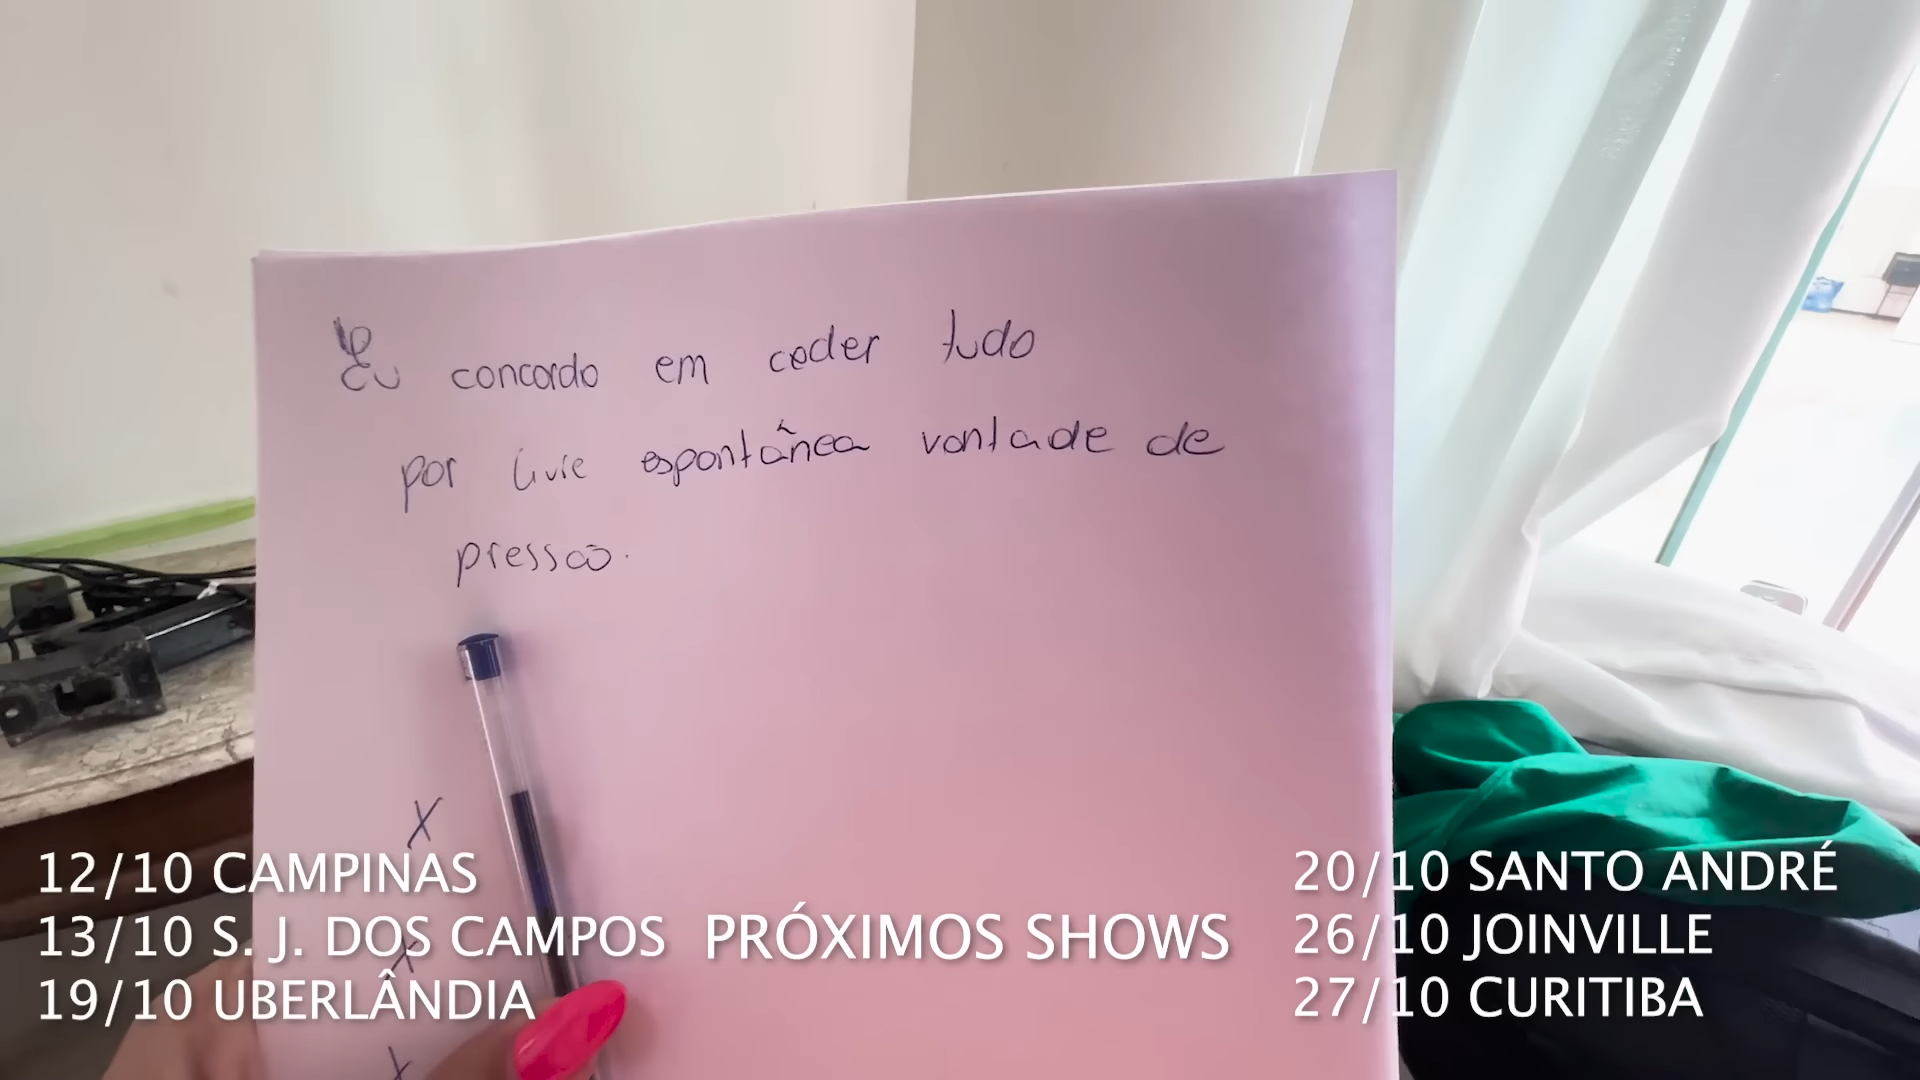 Eu concordo em ceder tudo
por livre espontânea vontade de
pressão.
X
X
X
12/10 CAMPINAS
13/10 S. J. DOS CAMPOS
19/10 UBERLÂNDIA
PRÓXIMOS SHOWS
20/10 SANTO ANDRÉ
26/10 JOINVILLE
27/10 CURITIBA